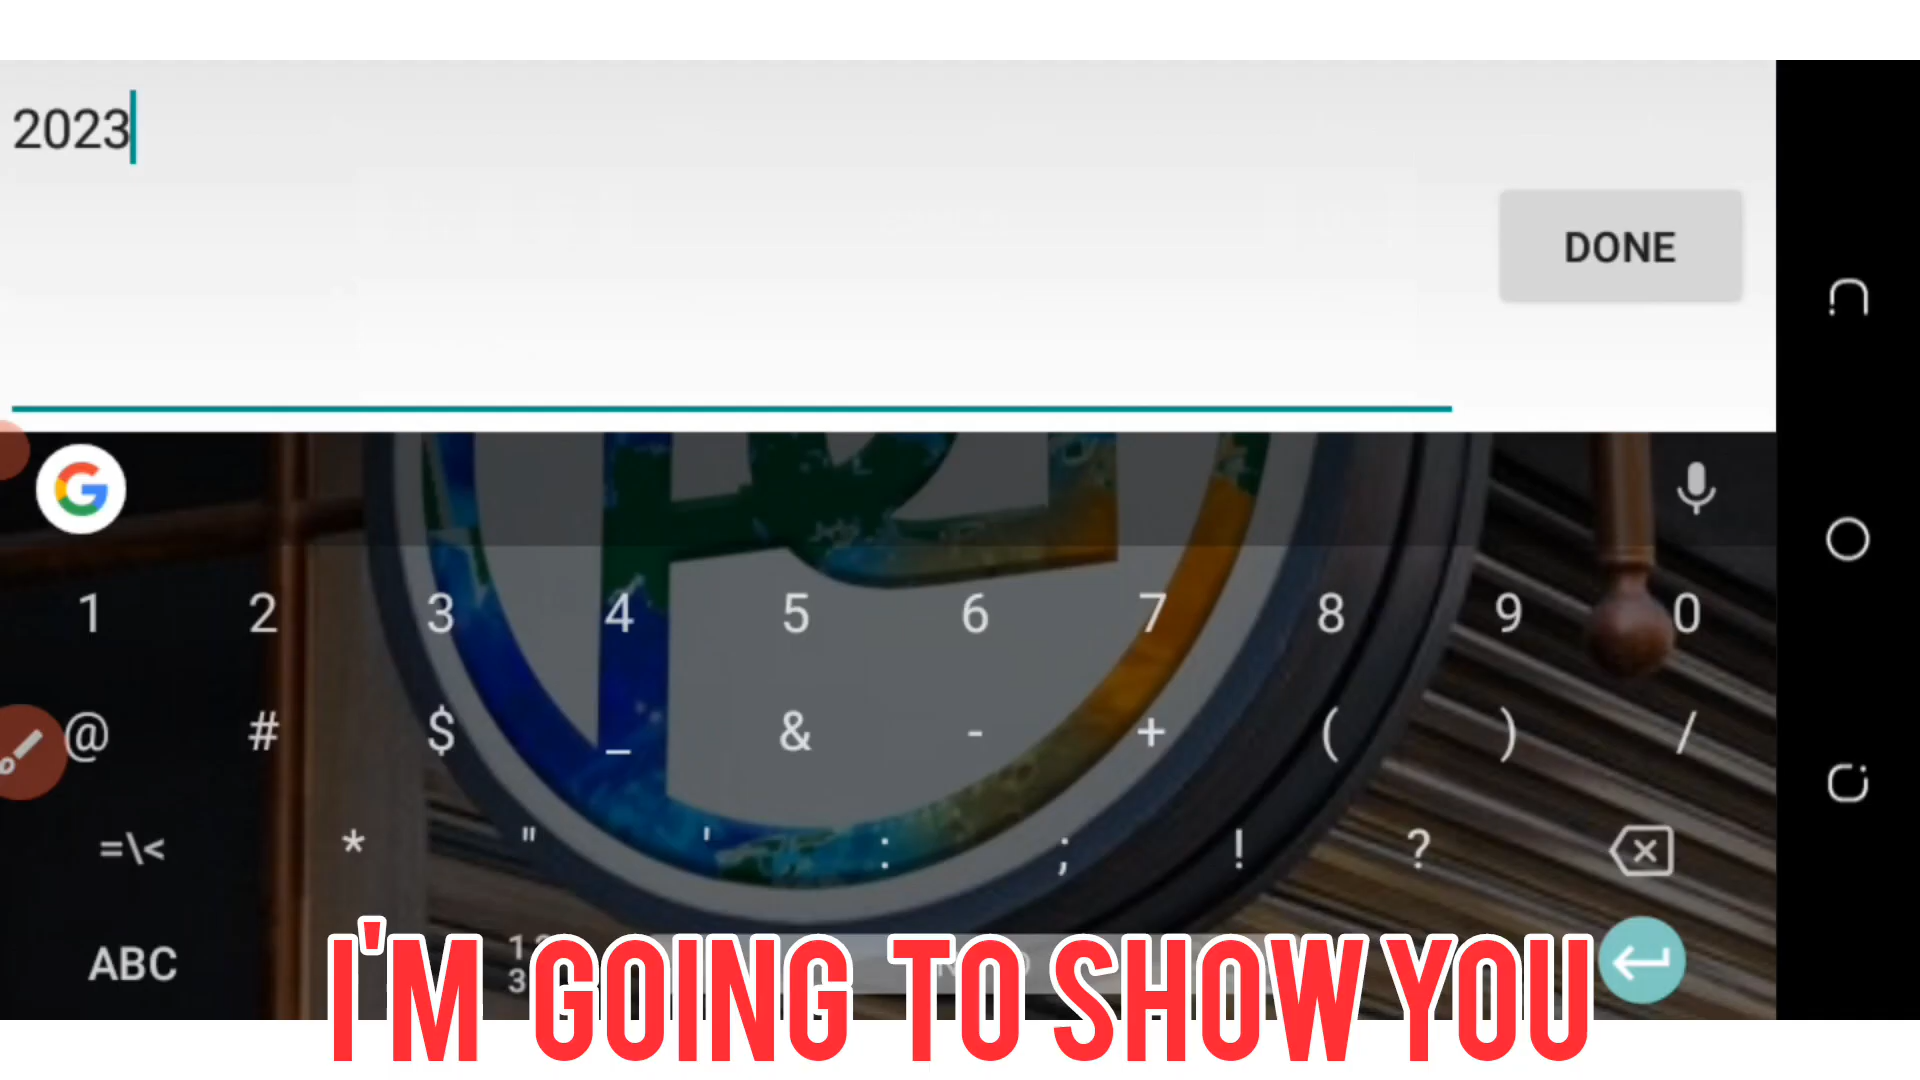 2023
DONE
G
1 2 3 4 5 6 7 8 9 0
@ # $ _ & - + ( ) /
=\< * " ' : ; ! ?
ABC
I'M GOING TO SHOW YOU